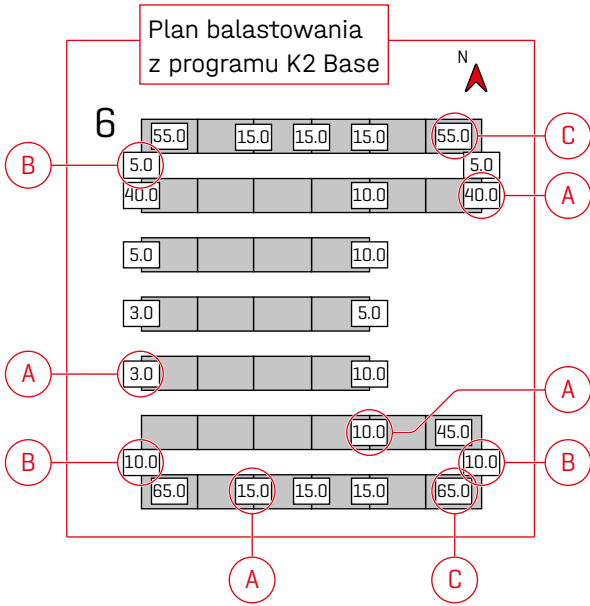 Plan balastowania
z programu K2 Base
N
6
55.0 15.0 15.0 15.0 55.0
C
B
5.0 5.0
40.0 10.0 40.0
A
5.0 10.0
3.0 5.0
A
3.0 10.0
A
10.0 45.0
B
10.0 10.0
B
65.0 15.0 15.0 15.0 65.0
A
C